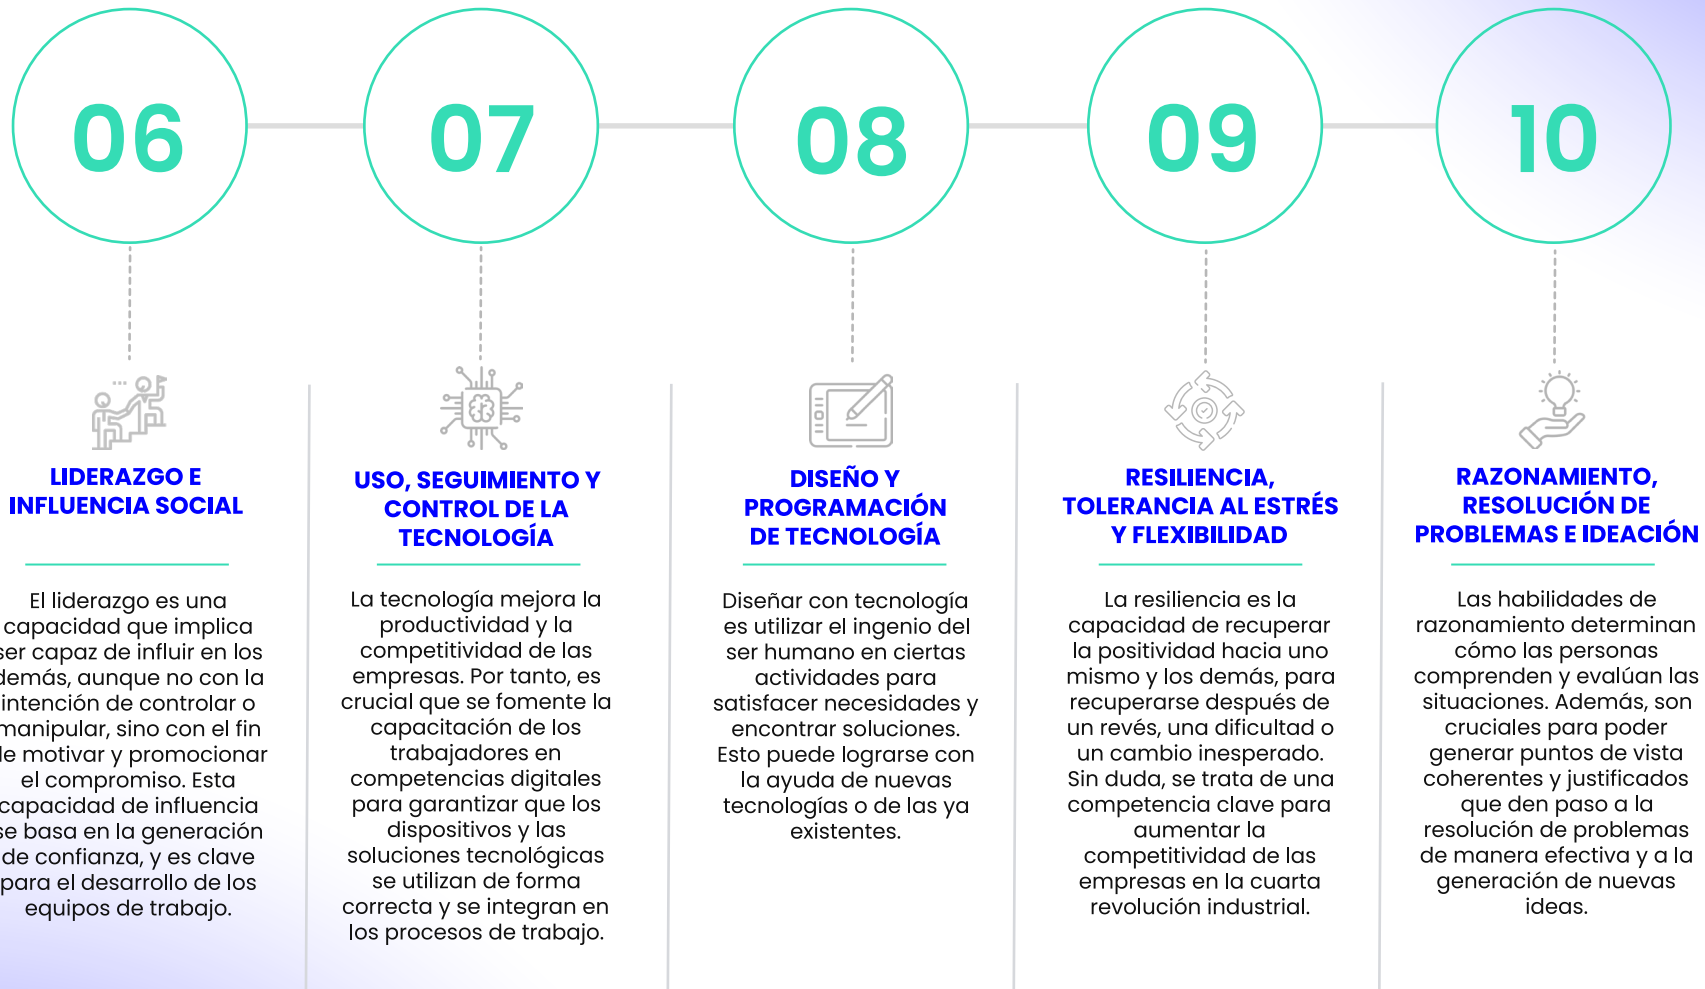 06
LIDERAZGO E
INFLUENCIA SOCIAL
El liderazgo es una
capacidad que implica
ser capaz de influir en los
demás, aunque no con la
intención de controlar o
manipular, sino con el fin
de motivar y promocionar
el compromiso. Esta
capacidad de influencia
se basa en la generación
de confianza, y es clave
para el desarrollo de los
equipos de trabajo.
07
USO, SEGUIMIENTO Y
CONTROL DE LA
TECNOLOGÍA
La tecnología mejora la
productividad y la
competitividad de las
empresas. Por tanto, es
crucial que se fomente la
capacitación de los
trabajadores en
competencias digitales
para garantizar que los
dispositivos y las
soluciones tecnológicas
se utilizan de forma
correcta y se integran en
los procesos de trabajo.
08
DISEÑO Y
PROGRAMACIÓN
DE TECNOLOGÍA
Diseñar con tecnología
es utilizar el ingenio del
ser humano en ciertas
actividades para
satisfacer necesidades y
encontrar soluciones.
Esto puede lograrse con
la ayuda de nuevas
tecnologías o de las ya
existentes.
09
RESILIENCIA,
TOLERANCIA AL ESTRÉS
Y FLEXIBILIDAD
La resiliencia es la
capacidad de recuperar
la positividad hacia uno
mismo y los demás, para
recuperarse después de
un revés, una dificultad o
un cambio inesperado.
Sin duda, se trata de una
competencia clave para
aumentar la
competitividad de las
empresas en la cuarta
revolución industrial.
10
RAZONAMIENTO,
RESOLUCIÓN DE
PROBLEMAS E IDEACIÓN
Las habilidades de
razonamiento determinan
cómo las personas
comprenden y evalúan las
situaciones. Además, son
cruciales para poder
generar puntos de vista
coherentes y justificados
que den paso a la
resolución de problemas
de manera efectiva y a la
generación de nuevas
ideas.